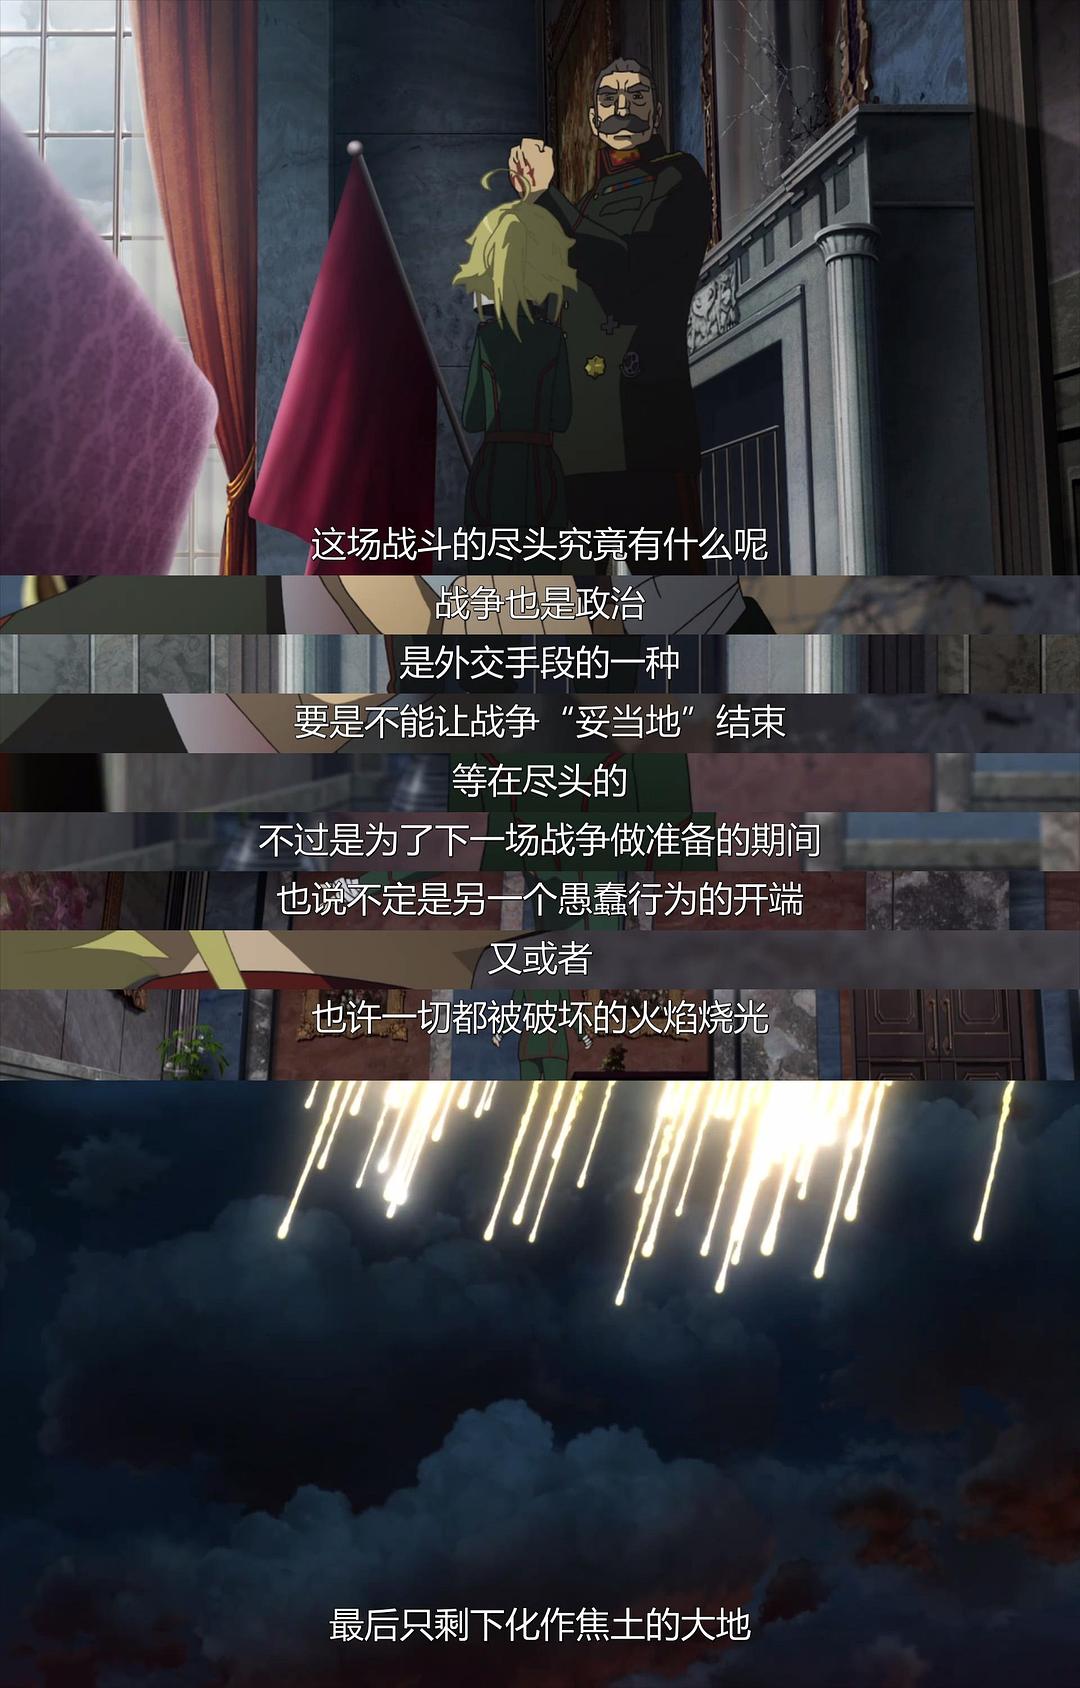 这场战斗的尽头究竟有什么呢
战争也是政治
是外交手段的一种
要是不能让战争“妥当地”结束
等在尽头的
不过是为了下一场战争做准备的期间
也说不定是另一个愚蠢行为的开端
又或者
也许一切都被破坏的火焰烧光
最后只剩下化作焦土的大地